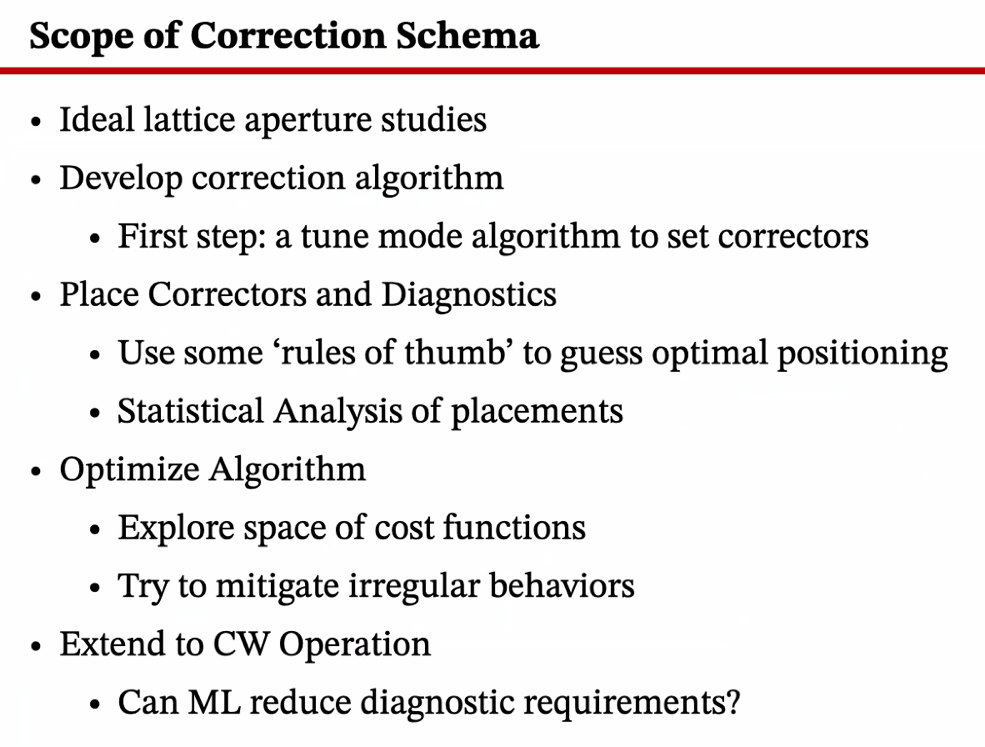 Scope of Correction Schema
• Ideal lattice aperture studies
• Develop correction algorithm
• First step: a tune mode algorithm to set correctors
• Place Correctors and Diagnostics
• Use some ‘rules of thumb’ to guess optimal positioning
• Statistical Analysis of placements
• Optimize Algorithm
• Explore space of cost functions
• Try to mitigate irregular behaviors
• Extend to CW Operation
• Can ML reduce diagnostic requirements?